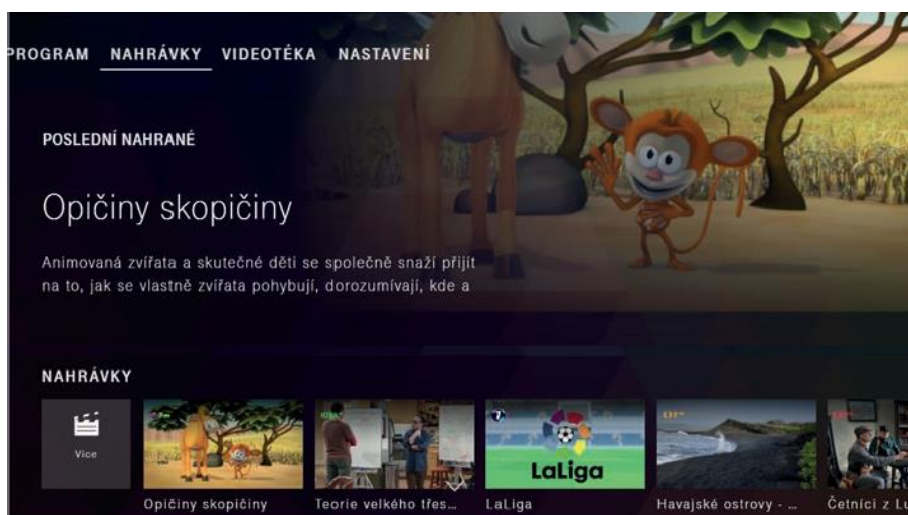 PROGRAM NAHRÁVKY VIDEOTÉKA NASTAVENÍ
POSLEDNÍ NAHRANÉ
Opičiny skopičiny
Animovaná zvířata a skutečné děti se společně snaží přijít
na to, jak se vlastně zvířata pohybují, dorozumívají, kde a
NAHRÁVKY
Více
LaLiga
Opičiny skopičiny Teorie velkého třes... LaLiga Havajské ostrovy - ... Četníci z Lu